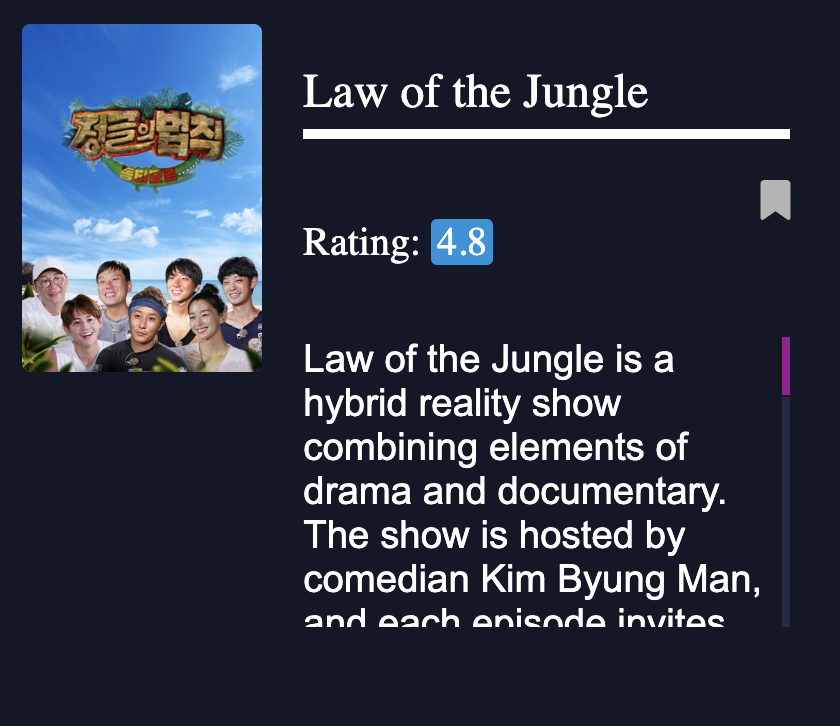 정글의 법칙
Law of the Jungle
Rating: 4.8
Law of the Jungle is a
hybrid reality show
combining elements of
drama and documentary.
The show is hosted by
comedian Kim Byung Man,
and each episode invites